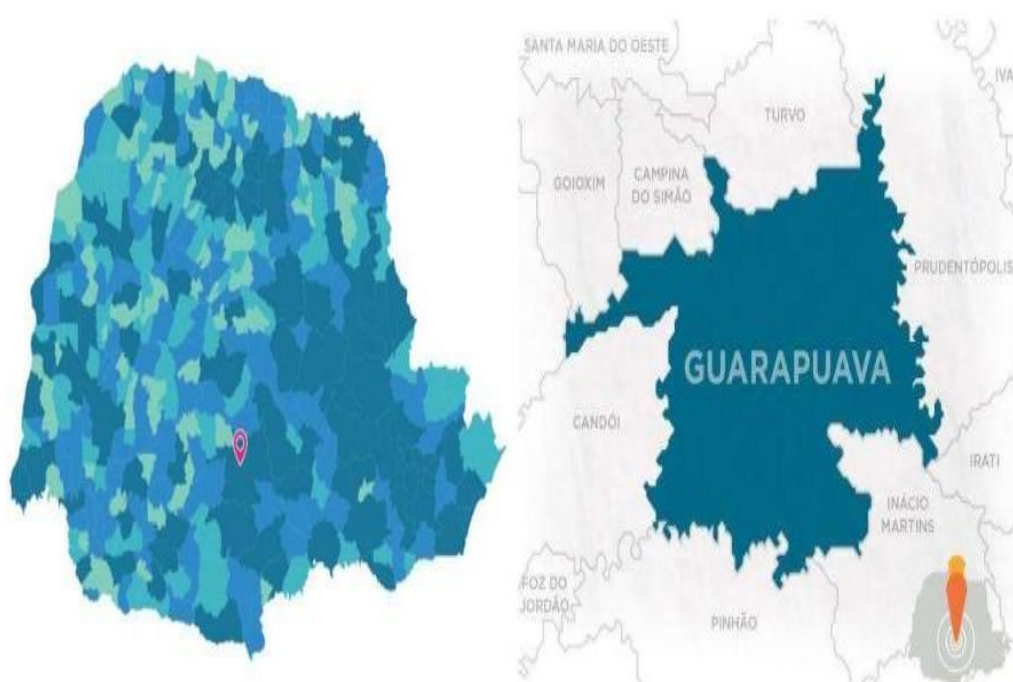 SANTA MARIA DO OESTE
IVA
TURVO
GOIOXIM
CAMPINA
DO SIMÃO
PRUDENTÓPOLIS
GUARAPUAVA
CANDÓI
IRATI
INÁCIO
MARTINS
FOZ DO
JORDÃO
PINHÃO